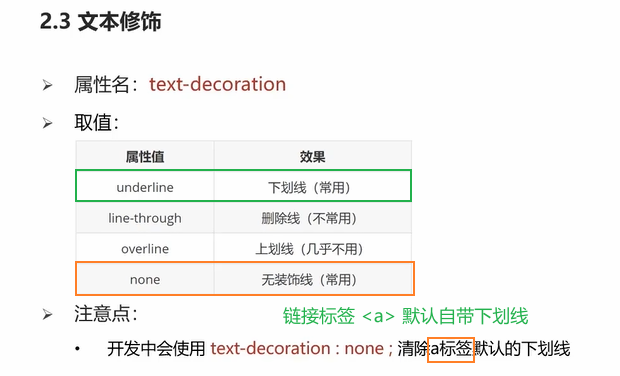 2.3 文本修饰
属性名：text-decoration
取值：
属性值 效果
underline 下划线（常用）
line-through 删除线（不常用）
overline 上划线（几乎不用）
none 无装饰线（常用）
注意点：
链接标签 <a> 默认自带下划线
开发中会使用 text-decoration : none ; 清除a标签默认的下划线